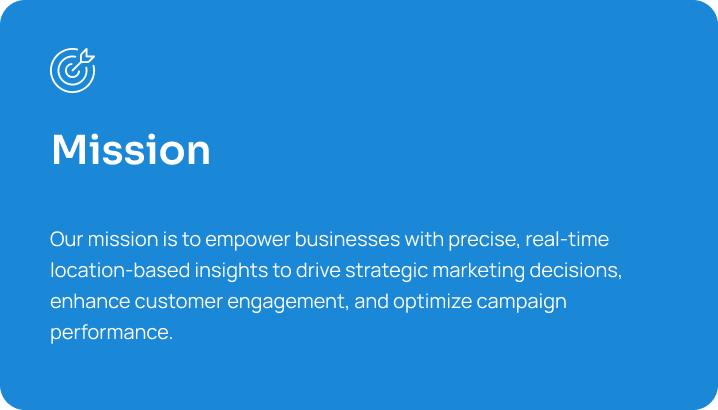 Mission
Our mission is to empower businesses with precise, real-time
location-based insights to drive strategic marketing decisions,
enhance customer engagement, and optimize campaign
performance.